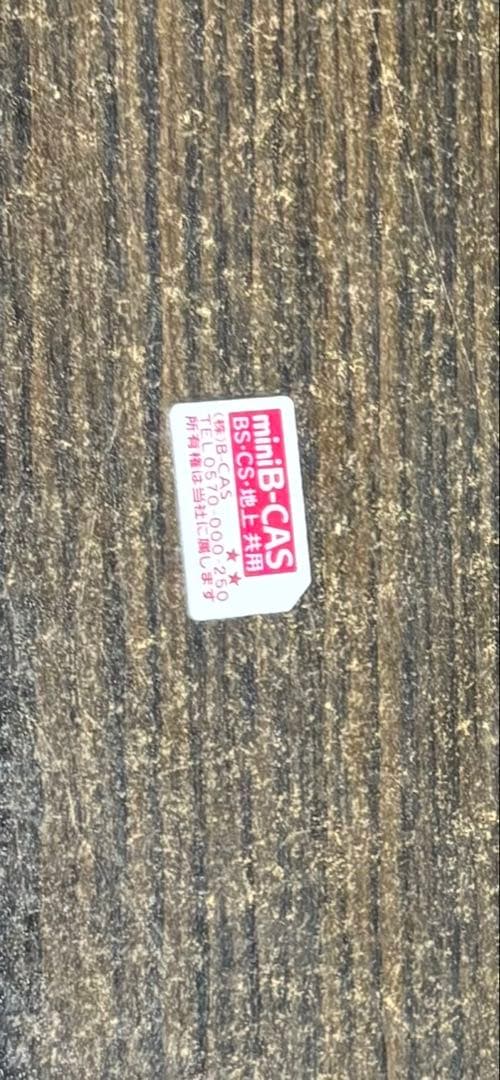 miniB-CAS
BS・CS・地上 共用
★★
(株)B-CAS
TEL 0570-000-250
所有権は当社に属します